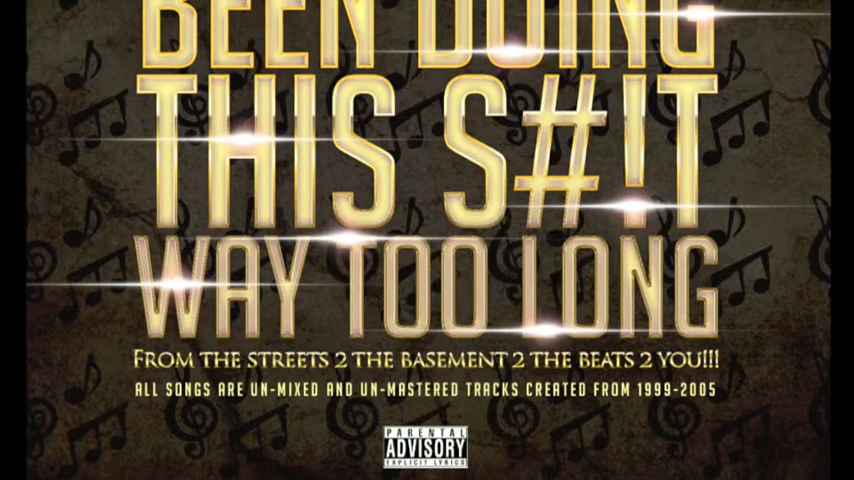 BEEN DOING
THIS S#!T
WAY TOO LONG
FROM THE STREETS 2 THE BASEMENT 2 THE BEATS 2 YOU!!!
ALL SONGS ARE UN-MIXED AND UN-MASTERED TRACKS CREATED FROM 1999-2005
PARENTAL
ADVISORY
EXPLICIT LYRICS